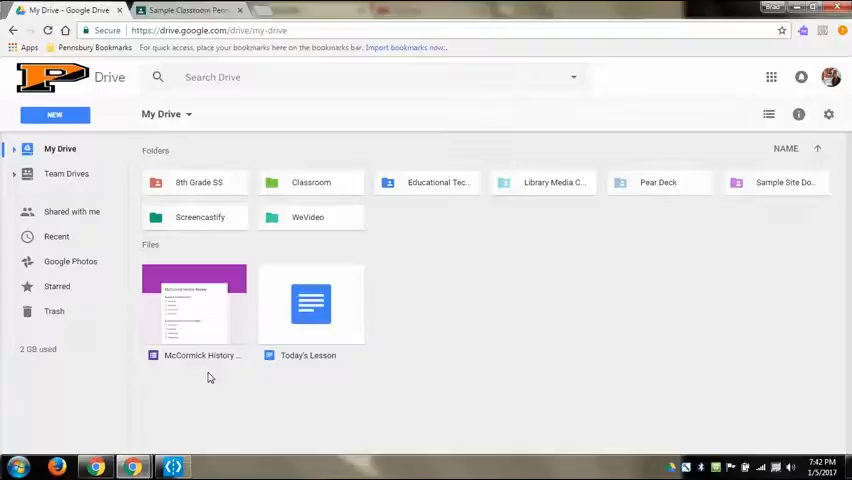 Brad
My Drive - Google Drive
Sample Classroom Penn
Secure
https://drive.google.com/drive/my-drive
Apps
Pennsbury Bookmarks
For quick access, place your bookmarks here on the bookmarks bar. Import bookmarks now...
P
Drive
Search Drive
NEW
My Drive
My Drive
Team Drives
Shared with me
Recent
Google Photos
Starred
Trash
2 GB used
Folders
NAME
8th Grade SS
Classroom
Educational Tec...
Library Media C...
Pear Deck
Sample Site Do...
Screencastify
WeVideo
Files
McCormick History ...
Today's Lesson
7:42 PM
1/5/2017